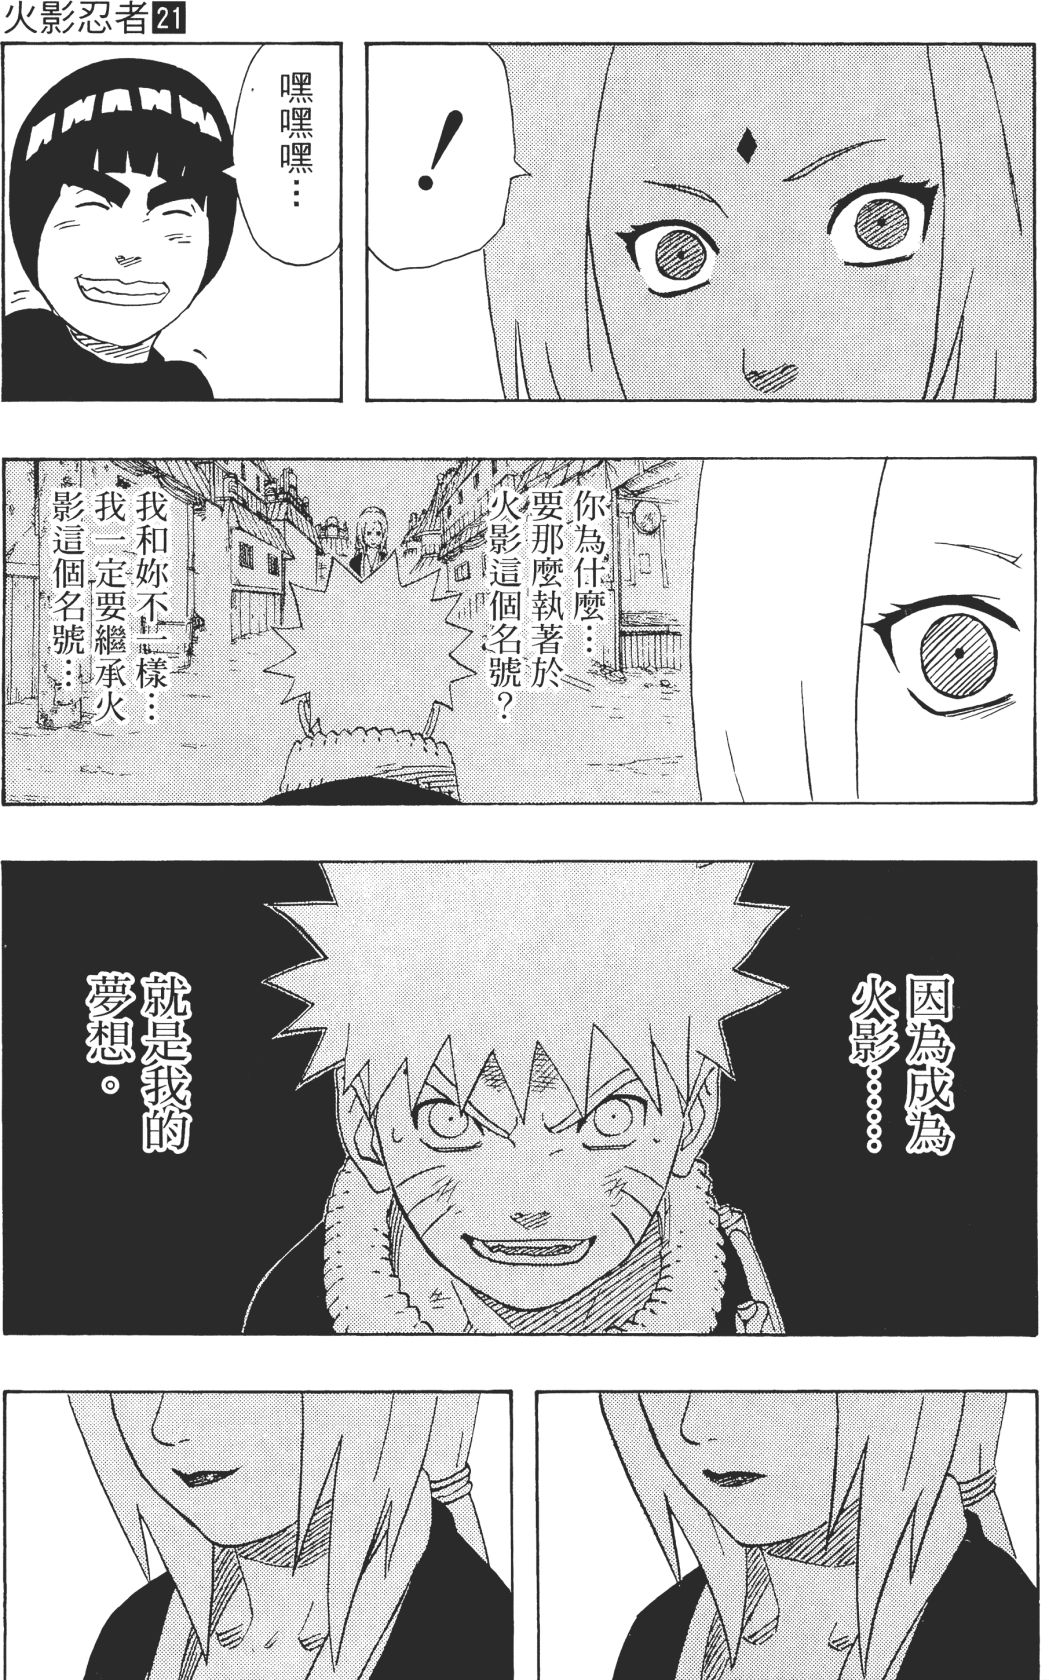 火影忍者21
！
嘿嘿嘿…
你為什麼…
要那麼執著於
火影這個名號？
我和妳不一樣…
我一定要繼承火
影這個名號…
因為成為
火影……
就是我的
夢想。